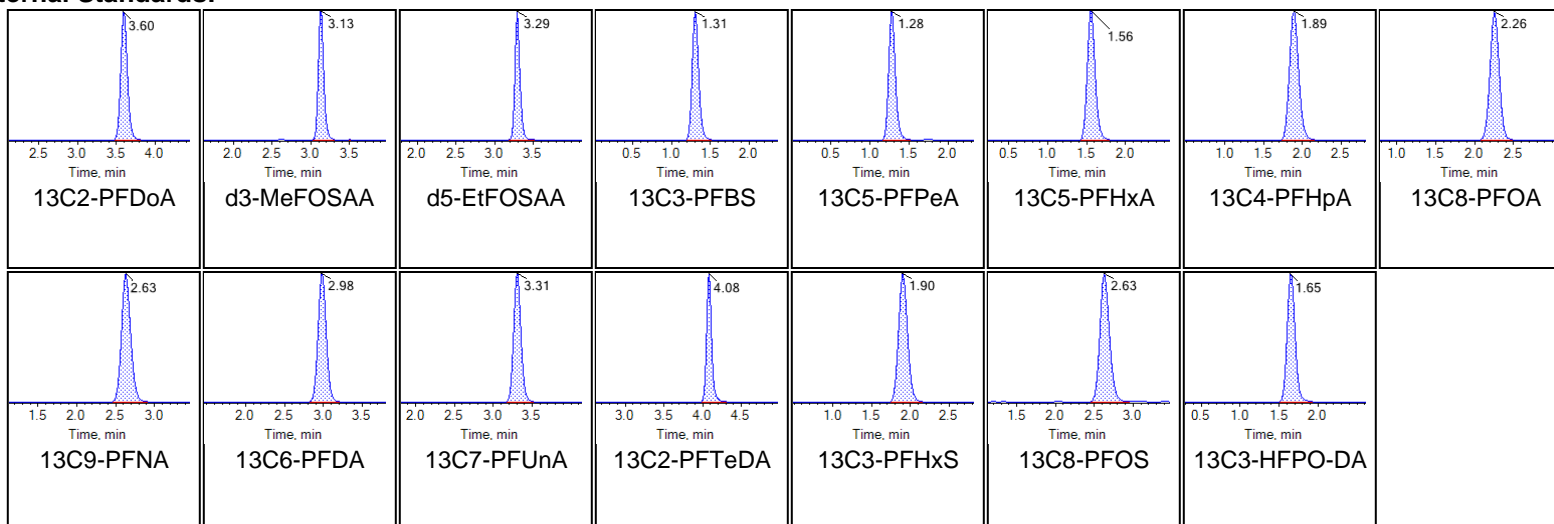 ternal Standards:
3.60
2.5 3.0 3.5 4.0
Time, min
13C2-PFDoA
3.13
2.0 2.5 3.0 3.5
Time, min
d3-MeFOSAA
3.29
2.0 2.5 3.0 3.5
Time, min
d5-EtFOSAA
1.31
0.5 1.0 1.5 2.0
Time, min
13C3-PFBS
1.28
0.5 1.0 1.5 2.0
Time, min
13C5-PFPeA
1.56
0.5 1.0 1.5 2.0
Time, min
13C5-PFHxA
1.89
1.0 1.5 2.0 2.5
Time, min
13C4-PFHpA
2.26
1.0 1.5 2.0 2.5
Time, min
13C8-PFOA
2.63
1.5 2.0 2.5 3.0
Time, min
13C9-PFNA
2.98
2.0 2.5 3.0 3.5
Time, min
13C6-PFDA
3.31
2.0 2.5 3.0 3.5
Time, min
13C7-PFUnA
4.08
3.0 3.5 4.0 4.5
Time, min
13C2-PFTeDA
1.90
1.0 1.5 2.0 2.5
Time, min
13C3-PFHxS
2.63
1.5 2.0 2.5 3.0
Time, min
13C8-PFOS
1.65
0.5 1.0 1.5 2.0
Time, min
13C3-HFPO-DA